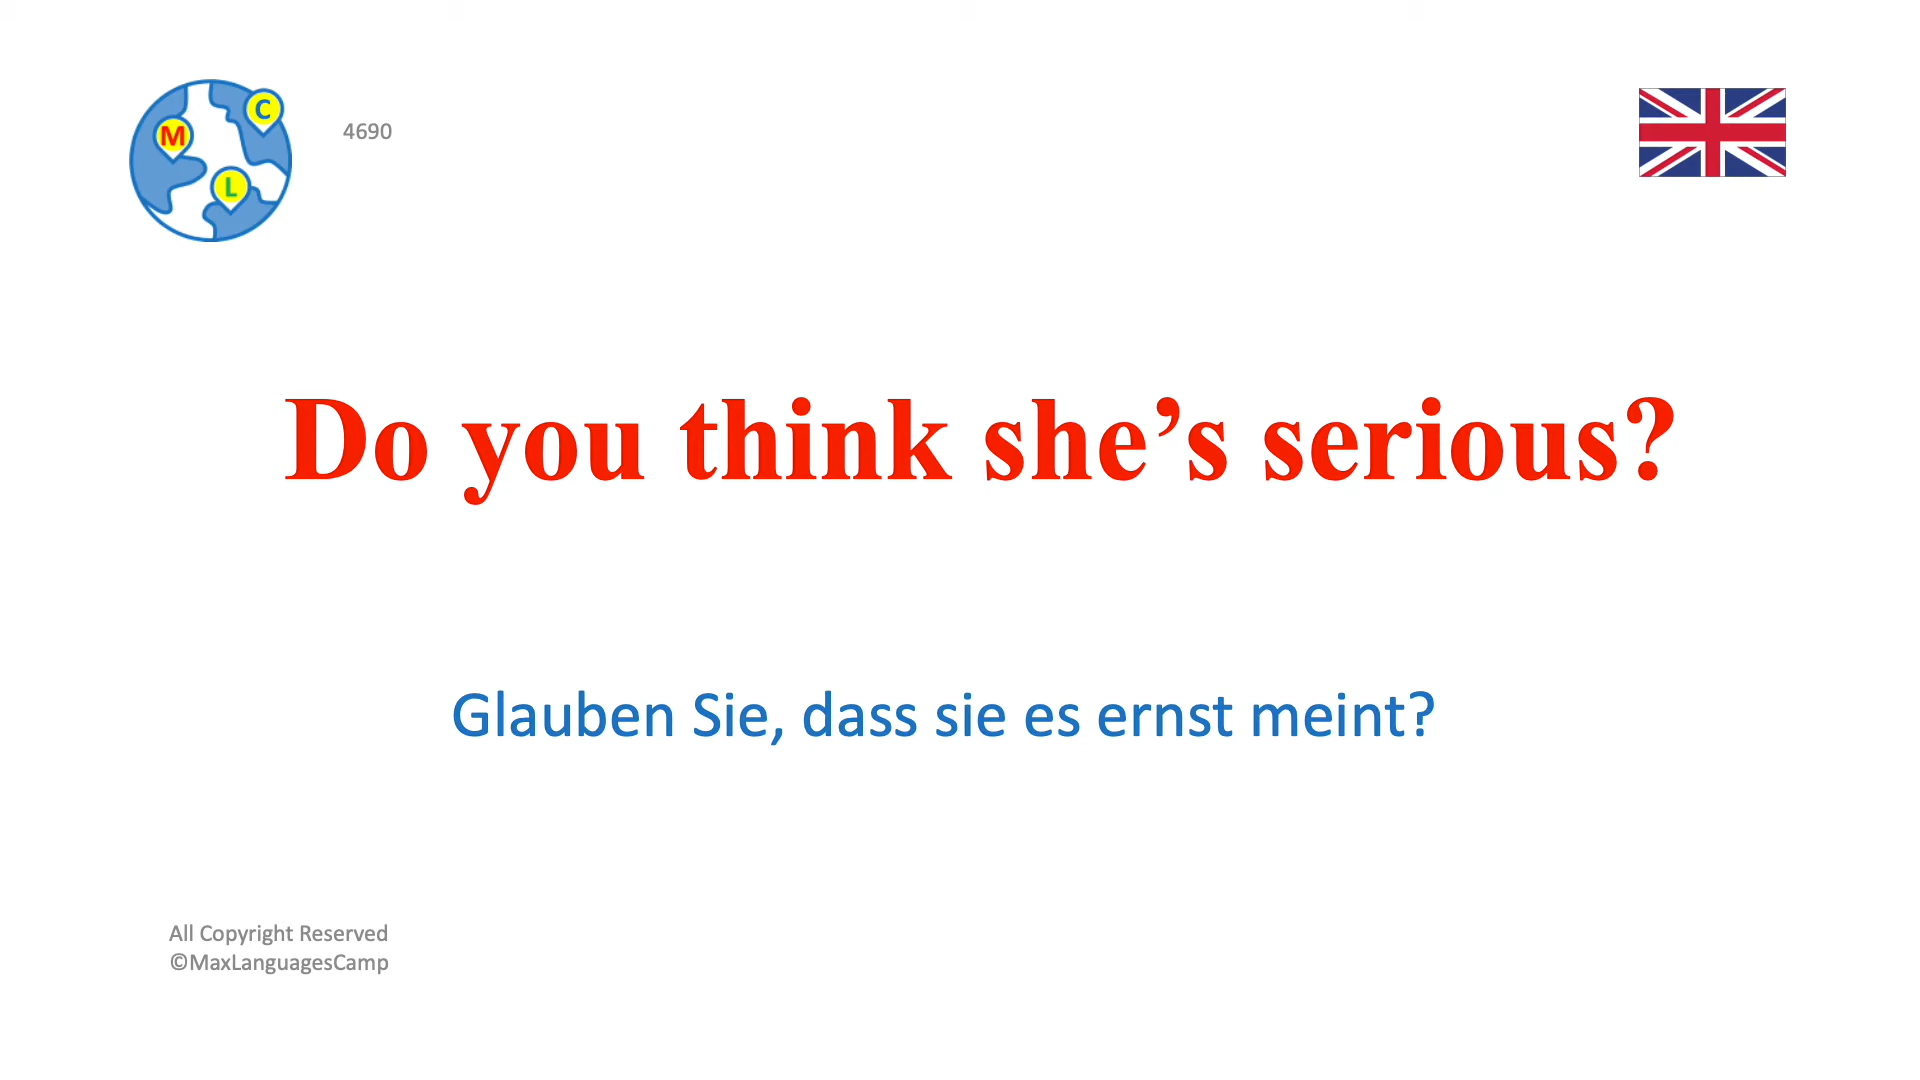 M
C
L
4690
Do you think she’s serious?
Glauben Sie, dass sie es ernst meint?
All Copyright Reserved
©MaxLanguagesCamp